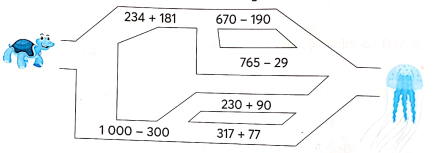 234 + 181 670 – 190
765 – 29
230 + 90
1 000 – 300 317 + 77